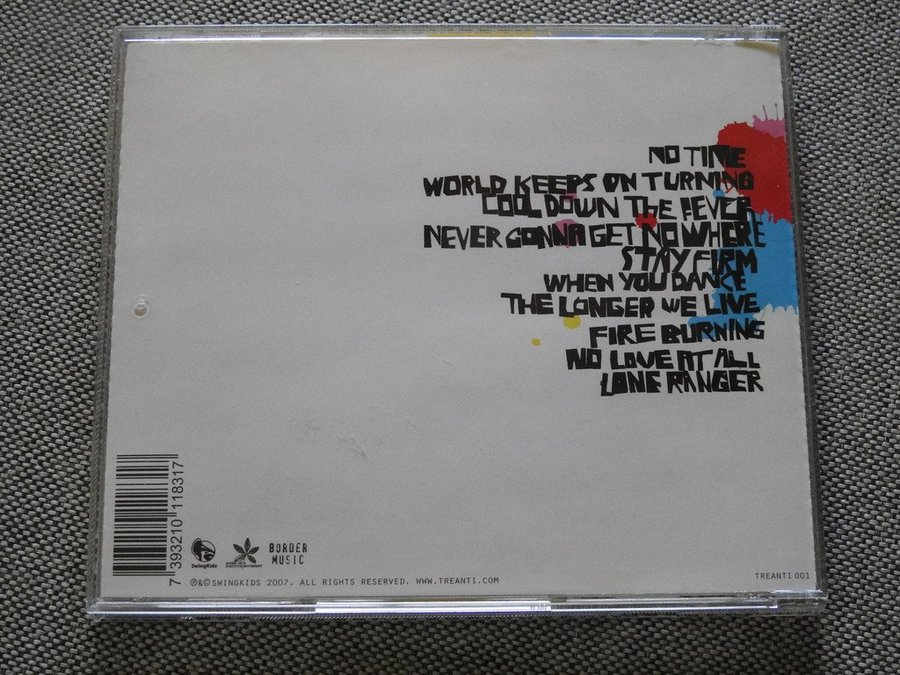 NO TIME
WORLD KEEPS ON TURNING
COOL DOWN THE FEVER
NEVER GONNA GET NO WHERE
STAY FIRM
WHEN YOU DANCE
THE LONGER WE LIVE
FIRE BURNING
NO LOVE AT ALL
LONE RANGER
7 393210 118317
SwingKids
BORDER
MUSIC
℗&© SWINGKIDS 2007. ALL RIGHTS RESERVED. WWW.TREANTI.COM
TREANTI 001